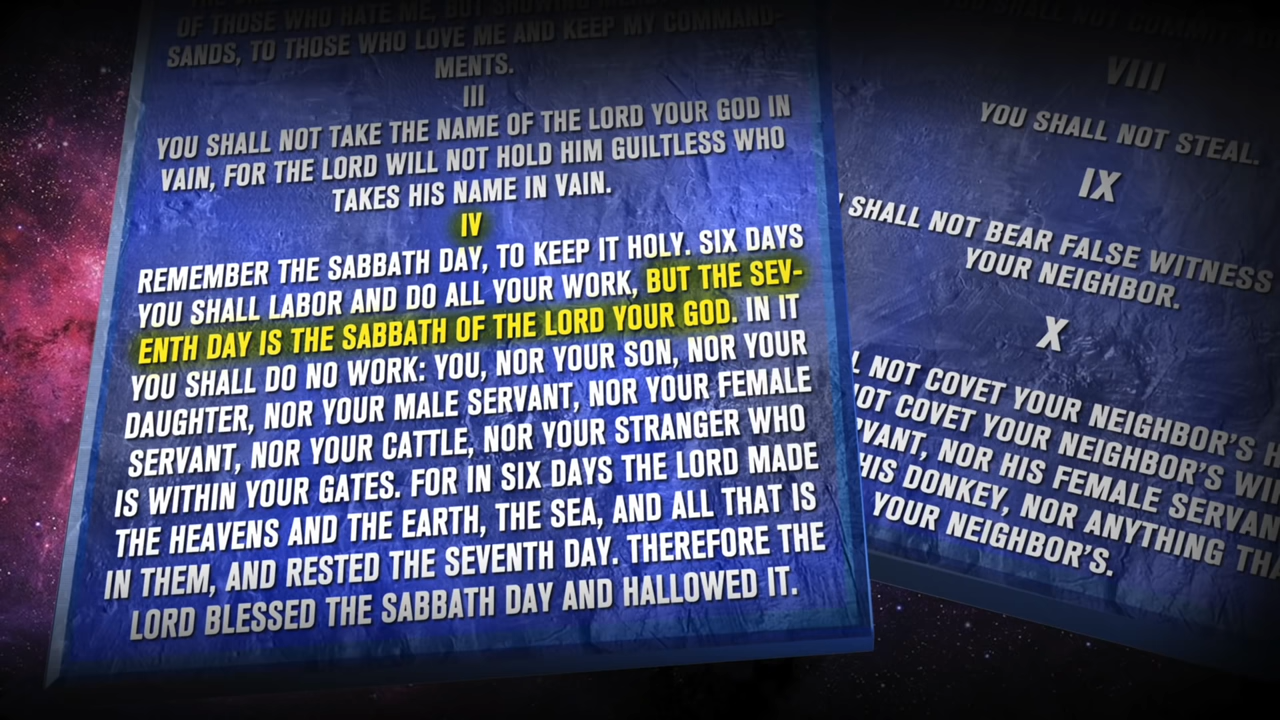 OF THOSE WHO HATE ME, BUT SHOWING
SANDS, TO THOSE WHO LOVE ME AND KEEP MY COMMAND-
MENTS.
III
YOU SHALL NOT TAKE THE NAME OF THE LORD YOUR GOD IN
VAIN, FOR THE LORD WILL NOT HOLD HIM GUILTLESS WHO
TAKES HIS NAME IN VAIN.
IV
REMEMBER THE SABBATH DAY, TO KEEP IT HOLY. SIX DAYS
YOU SHALL LABOR AND DO ALL YOUR WORK, BUT THE SEV-
ENTH DAY IS THE SABBATH OF THE LORD YOUR GOD. IN IT
YOU SHALL DO NO WORK: YOU, NOR YOUR SON, NOR YOUR
DAUGHTER, NOR YOUR MALE SERVANT, NOR YOUR FEMALE
SERVANT, NOR YOUR CATTLE, NOR YOUR STRANGER WHO
IS WITHIN YOUR GATES. FOR IN SIX DAYS THE LORD MADE
THE HEAVENS AND THE EARTH, THE SEA, AND ALL THAT IS
IN THEM, AND RESTED THE SEVENTH DAY. THEREFORE THE
LORD BLESSED THE SABBATH DAY AND HALLOWED IT.
SHALL NOT COMMIT
VIII
YOU SHALL NOT STEAL.
IX
SHALL NOT BEAR FALSE WITNESS
YOUR NEIGHBOR.
X
NOT COVET YOUR NEIGHBOR'S
COVET YOUR NEIGHBOR'S
NOR HIS FEMALE
HIS DONKEY, NOR ANYTHING
YOUR NEIGHBOR'S.